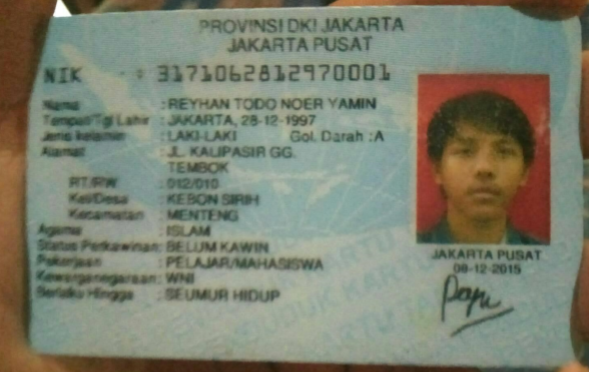 PROVINSI DKI JAKARTA
JAKARTA PUSAT
NIK : 3171062812970001
Nama : REYHAN TODO NOER YAMIN
Tempat/Tgl Lahir : JAKARTA, 28-12-1997
Jenis kelamin : LAKI-LAKI Gol. Darah :A
Alamat : JL. KALIPASIR GG.
TEMBOK
RT/RW : 012/010
Kel/Desa : KEBON SIRIH
Kecamatan : MENTENG
Agama : ISLAM
Status Perkawinan: BELUM KAWIN
Pekerjaan : PELAJAR/MAHASISWA
Kewarganegaraan: WNI
Berlaku Hingga : SEUMUR HIDUP
JAKARTA PUSAT
08-12-2015